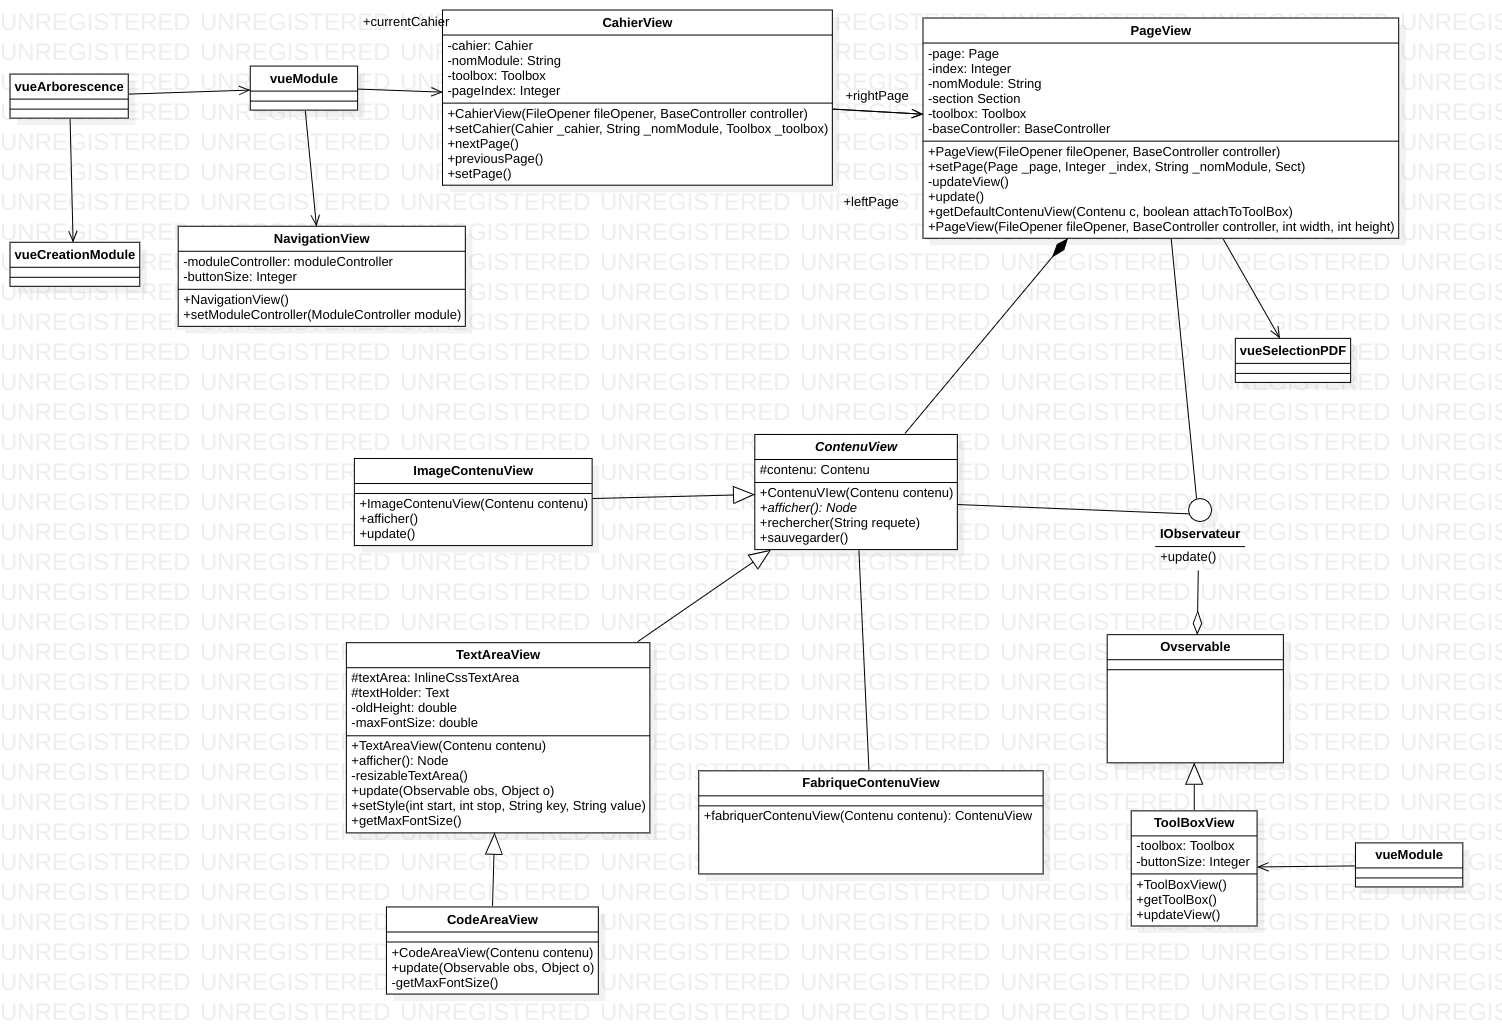 +currentCahier
CahierView
-cahier: Cahier
-nomModule: String
-toolbox: Toolbox
-pageIndex: Integer
+CahierView(FileOpener fileOpener, BaseController controller)
+setCahier(Cahier _cahier, String _nomModule, Toolbox _toolbox)
+nextPage()
+previousPage()
+setPage()
PageView
-page: Page
-index: Integer
-nomModule: String
-section Section
-toolbox: Toolbox
-baseController: BaseController
+PageView(FileOpener fileOpener, BaseController controller)
+setPage(Page _page, Integer _index, String _nomModule, Sect)
-updateView()
+update()
+getDefaultContenuView(Contenu c, boolean attachToToolBox)
+PageView(FileOpener fileOpener, BaseController controller, int width, int height)
vueArborescence
vueModule
+rightPage
+leftPage
vueCreationModule
NavigationView
-moduleController: moduleController
-buttonSize: Integer
+NavigationView()
+setModuleController(ModuleController module)
vueSelectionPDF
ImageContenuView
+ImageContenuView(Contenu contenu)
+afficher()
+update()
ContenuView
#contenu: Contenu
+ContenuVIew(Contenu contenu)
+afficher(): Node
+rechercher(String requete)
+sauvegarder()
IObservateur
+update()
TextAreaView
#textArea: InlineCssTextArea
#textHolder: Text
-oldHeight: double
-maxFontSize: double
+TextAreaView(Contenu contenu)
+afficher(): Node
-resizableTextArea()
+update(Observable obs, Object o)
+setStyle(int start, int stop, String key, String value)
+getMaxFontSize()
Ovservable
FabriqueContenuView
+fabriquerContenuView(Contenu contenu): ContenuView
ToolBoxView
-toolbox: Toolbox
-buttonSize: Integer
+ToolBoxView()
+getToolBox()
+updateView()
vueModule
CodeAreaView
+CodeAreaView(Contenu contenu)
+update(Observable obs, Object o)
-getMaxFontSize()
UNREGISTERED